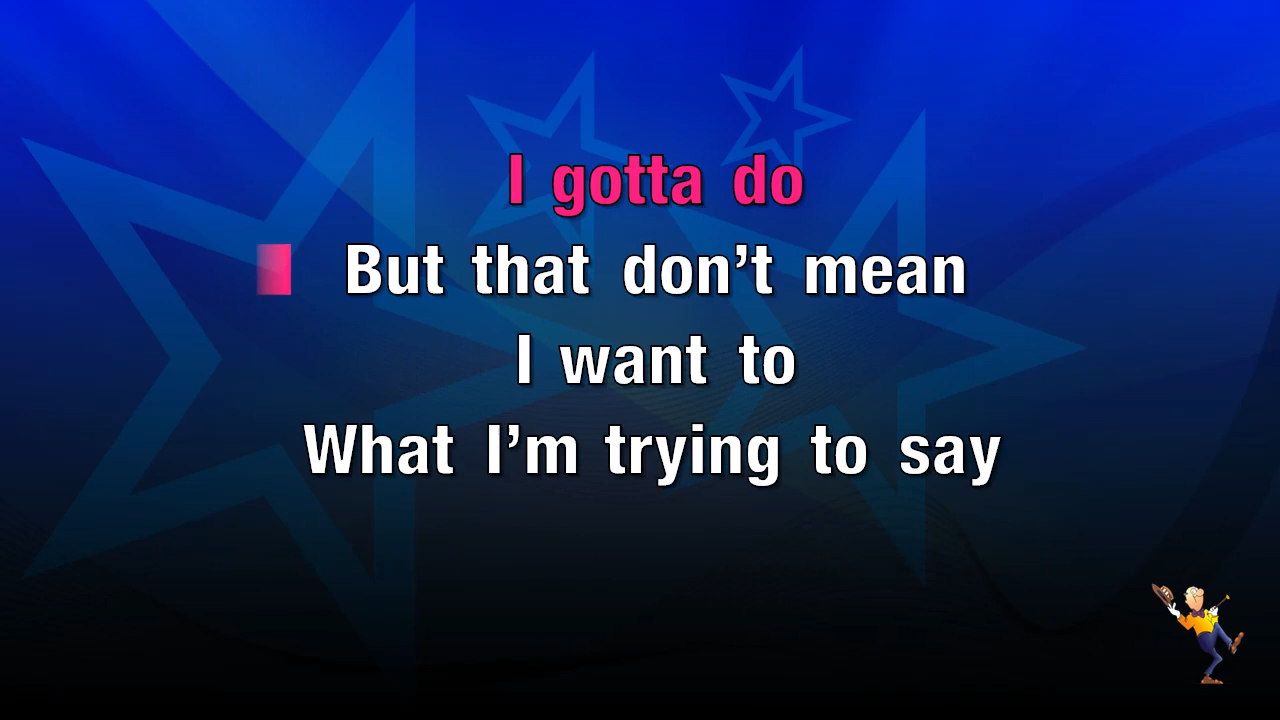 I gotta do
But that don’t mean
I want to
What I’m trying to say